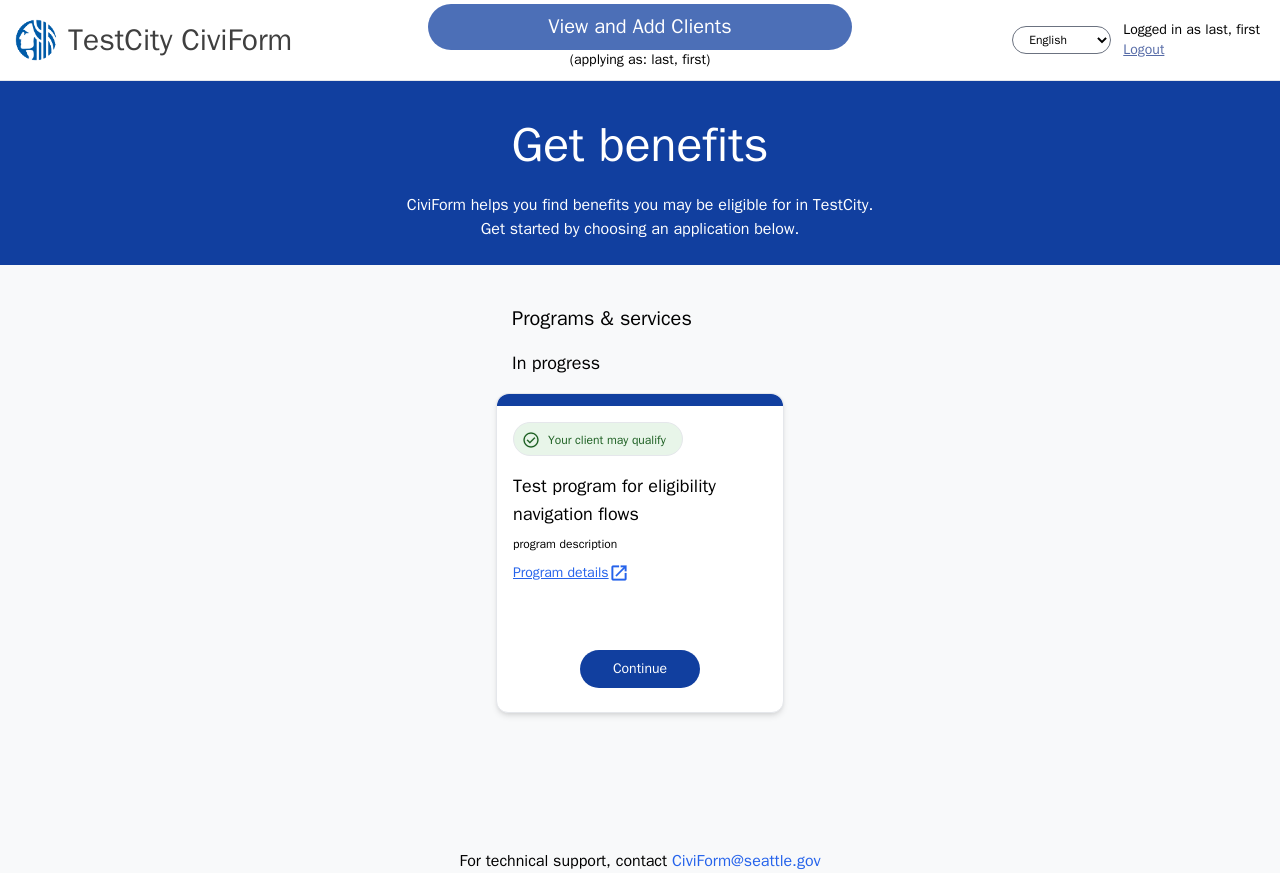 TestCity CiviForm
View and Add Clients
(applying as: last, first)
English
Logged in as last, first
Logout
Get benefits
CiviForm helps you find benefits you may be eligible for in TestCity.
Get started by choosing an application below.
Programs & services
In progress
Your client may qualify
Test program for eligibility
navigation flows
program description
Program details
Continue
For technical support, contact CiviForm@seattle.gov